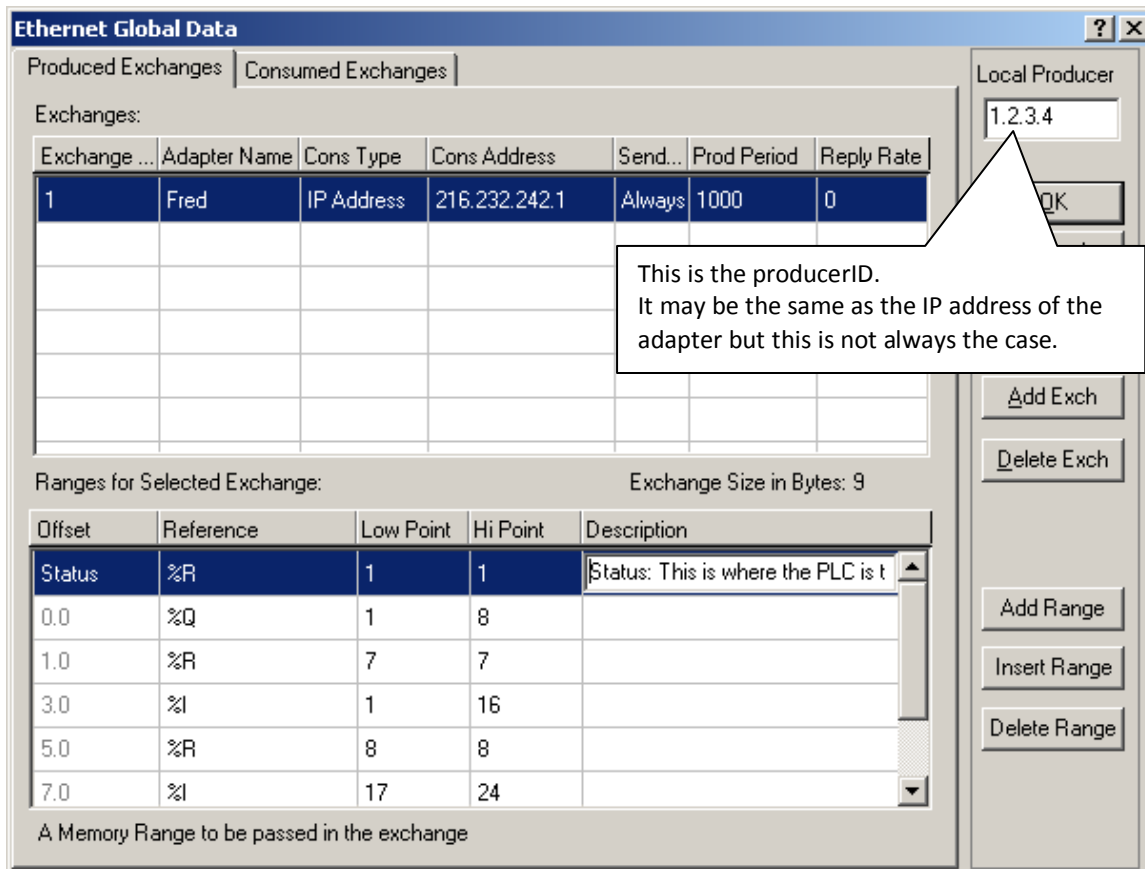 Ethernet Global Data
Produced Exchanges Consumed Exchanges
Local Producer
1.2.3.4
Exchanges:
Exchange ... Adapter Name Cons Type Cons Address Send... Prod Period Reply Rate
1 Fred IP Address 216.232.242.1 Always 1000 0
OK
This is the producerID.
It may be the same as the IP address of the
adapter but this is not always the case.
Add Exch
Delete Exch
Ranges for Selected Exchange: Exchange Size in Bytes: 9
Offset Reference Low Point Hi Point Description
Status %R 1 1 Status: This is where the PLC is t
0.0 %Q 1 8
1.0 %R 7 7
3.0 %I 1 16
5.0 %R 8 8
7.0 %I 17 24
Add Range
Insert Range
Delete Range
A Memory Range to be passed in the exchange